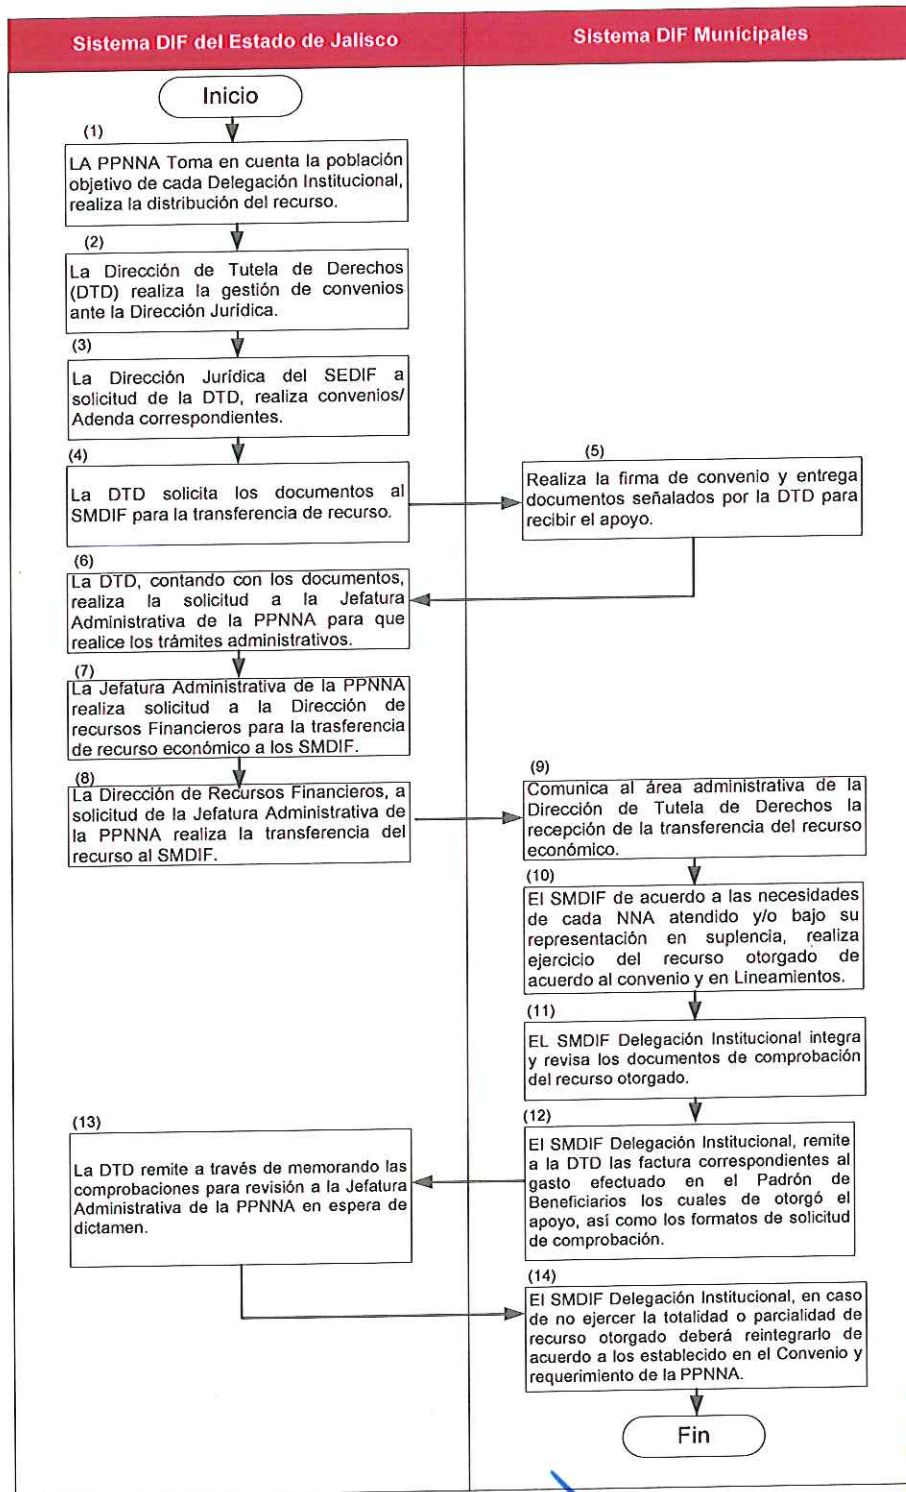 Sistema DIF del Estado de Jalisco
Sistema DIF Municipales
Inicio
(1)
LA PPNNA Toma en cuenta la población
objetivo de cada Delegación Institucional,
realiza la distribución del recurso.
(2)
La Dirección de Tutela de Derechos
(DTD) realiza la gestión de convenios
ante la Dirección Jurídica.
(3)
La Dirección Jurídica del SEDIF a
solicitud de la DTD, realiza convenios/
Adenda correspondientes.
(4)
La DTD solicita los documentos al
SMDIF para la transferencia de recurso.
(5)
Realiza la firma de convenio y entrega
documentos señalados por la DTD para
recibir el apoyo.
(6)
La DTD, contando con los documentos,
realiza la solicitud a la Jefatura
Administrativa de la PPNNA para que
realice los trámites administrativos.
(7)
La Jefatura Administrativa de la PPNNA
realiza solicitud a la Dirección de
recursos Financieros para la trasferencia
de recurso económico a los SMDIF.
(8)
La Dirección de Recursos Financieros, a
solicitud de la Jefatura Administrativa de
la PPNNA realiza la transferencia del
recurso al SMDIF.
(9)
Comunica al área administrativa de la
Dirección de Tutela de Derechos la
recepción de la transferencia del recurso
económico.
(10)
El SMDIF de acuerdo a las necesidades
de cada NNA atendido y/o bajo su
representación en suplencia, realiza
ejercicio del recurso otorgado de
acuerdo al convenio y en Lineamientos.
(11)
EL SMDIF Delegación Institucional integra
y revisa los documentos de comprobación
del recurso otorgado.
(12)
El SMDIF Delegación Institucional, remite
a la DTD las factura correspondientes al
gasto efectuado en el Padrón de
Beneficiarios los cuales de otorgó el
apoyo, así como los formatos de solicitud
de comprobación.
(13)
La DTD remite a través de memorando las
comprobaciones para revisión a la Jefatura
Administrativa de la PPNNA en espera de
dictamen.
(14)
El SMDIF Delegación Institucional, en caso
de no ejercer la totalidad o parcialidad de
recurso otorgado deberá reintegrarlo de
acuerdo a los establecido en el Convenio y
requerimiento de la PPNNA.
Fin